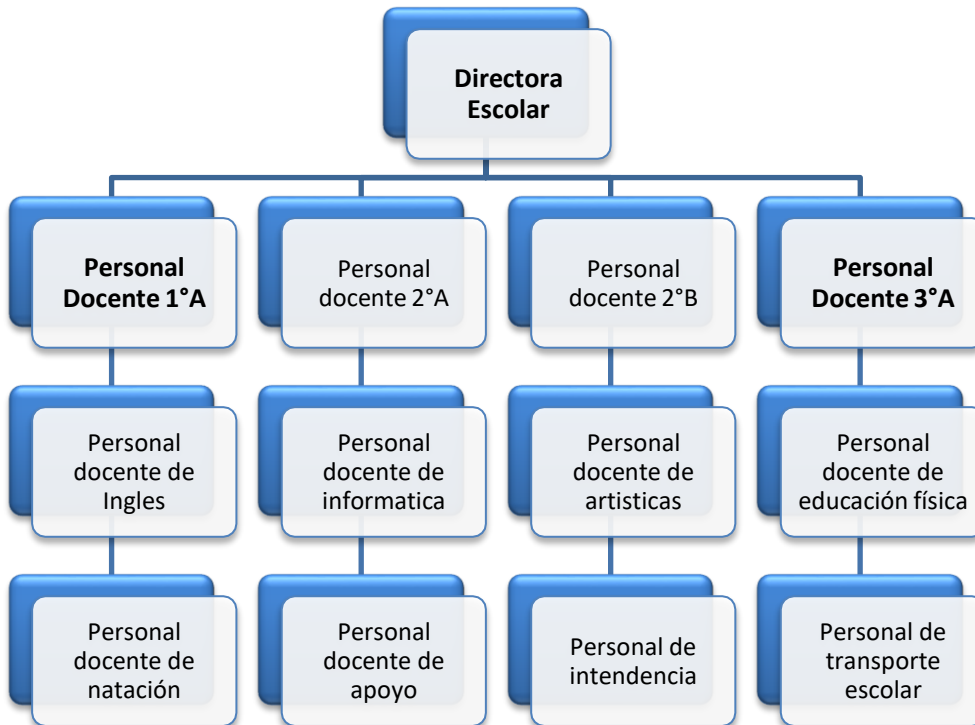 Directora
Escolar
Personal
Docente 1°A
Personal
docente 2°A
Personal
docente 2°B
Personal
Docente 3°A
Personal
docente de
Ingles
Personal
docente de
informatica
Personal
docente de
artisticas
Personal
docente de
educación física
Personal
docente de
natación
Personal
docente de
apoyo
Personal de
intendencia
Personal de
transporte
escolar